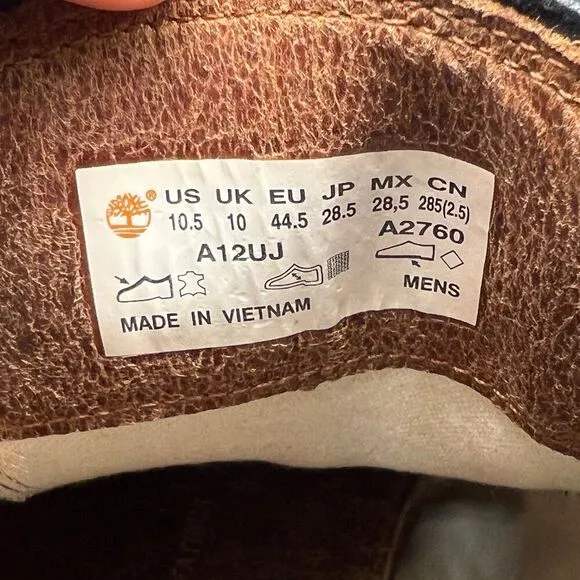 ® US UK EU JP MX CN
10.5 10 44.5 28.5 28,5 285(2.5)
A12UJ A2760
MENS
MADE IN VIETNAM